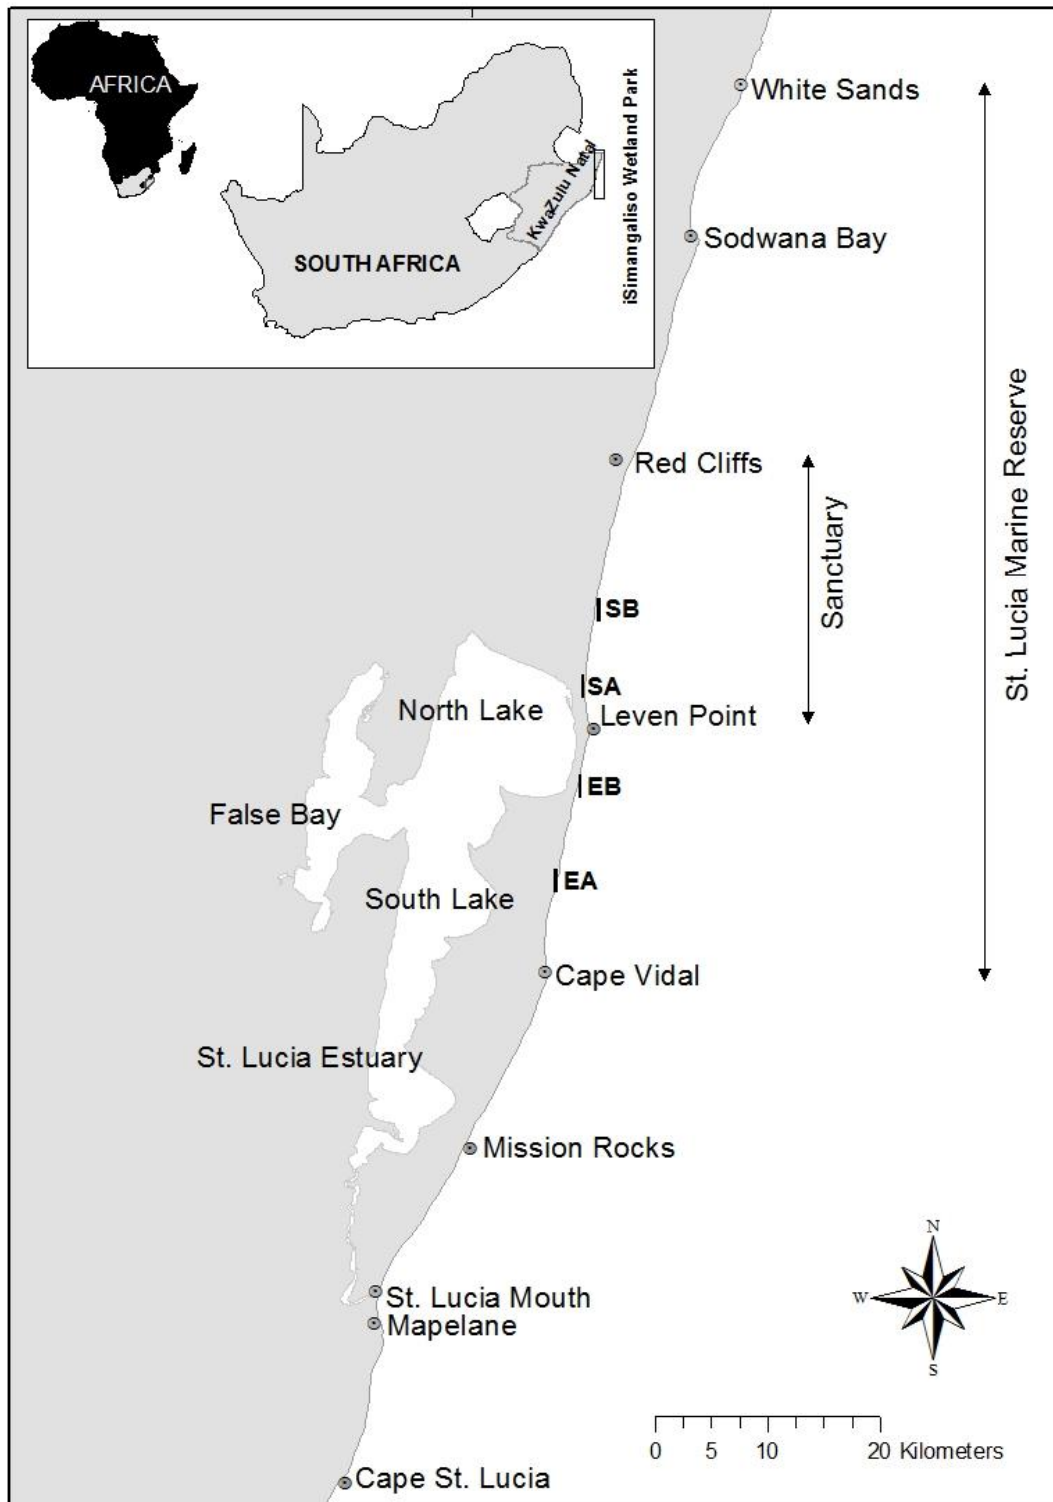 AFRICA
SOUTH AFRICA
KwaZulu Natal
iSimangaliso Wetland Park
White Sands
Sodwana Bay
Red Cliffs
Sanctuary
St. Lucia Marine Reserve
SB
SA
North Lake
Leven Point
EB
False Bay
EA
South Lake
Cape Vidal
St. Lucia Estuary
Mission Rocks
N
W
E
S
St. Lucia Mouth
Mapelane
0 5 10 20 Kilometers
Cape St. Lucia